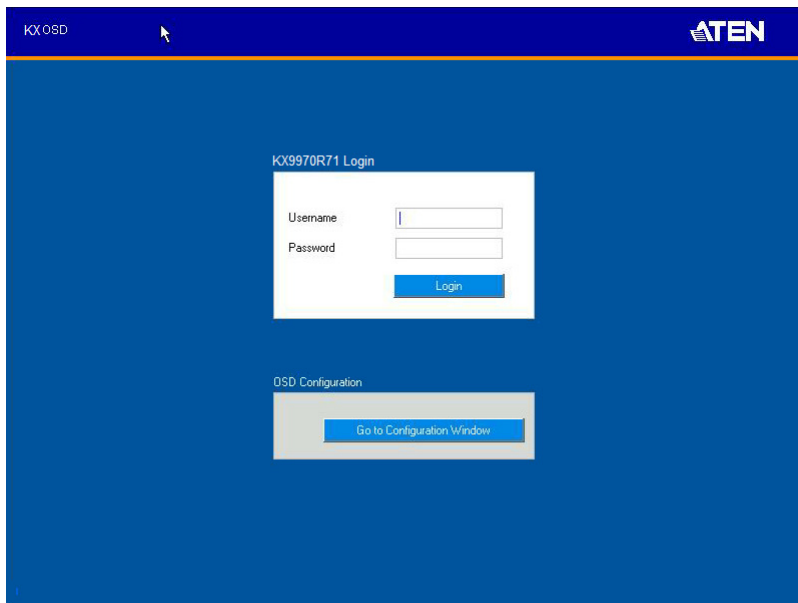 KX OSD
ATEN
KX9970R71 Login
Username
Password
Login
OSD Configuration
Go to Configuration Window